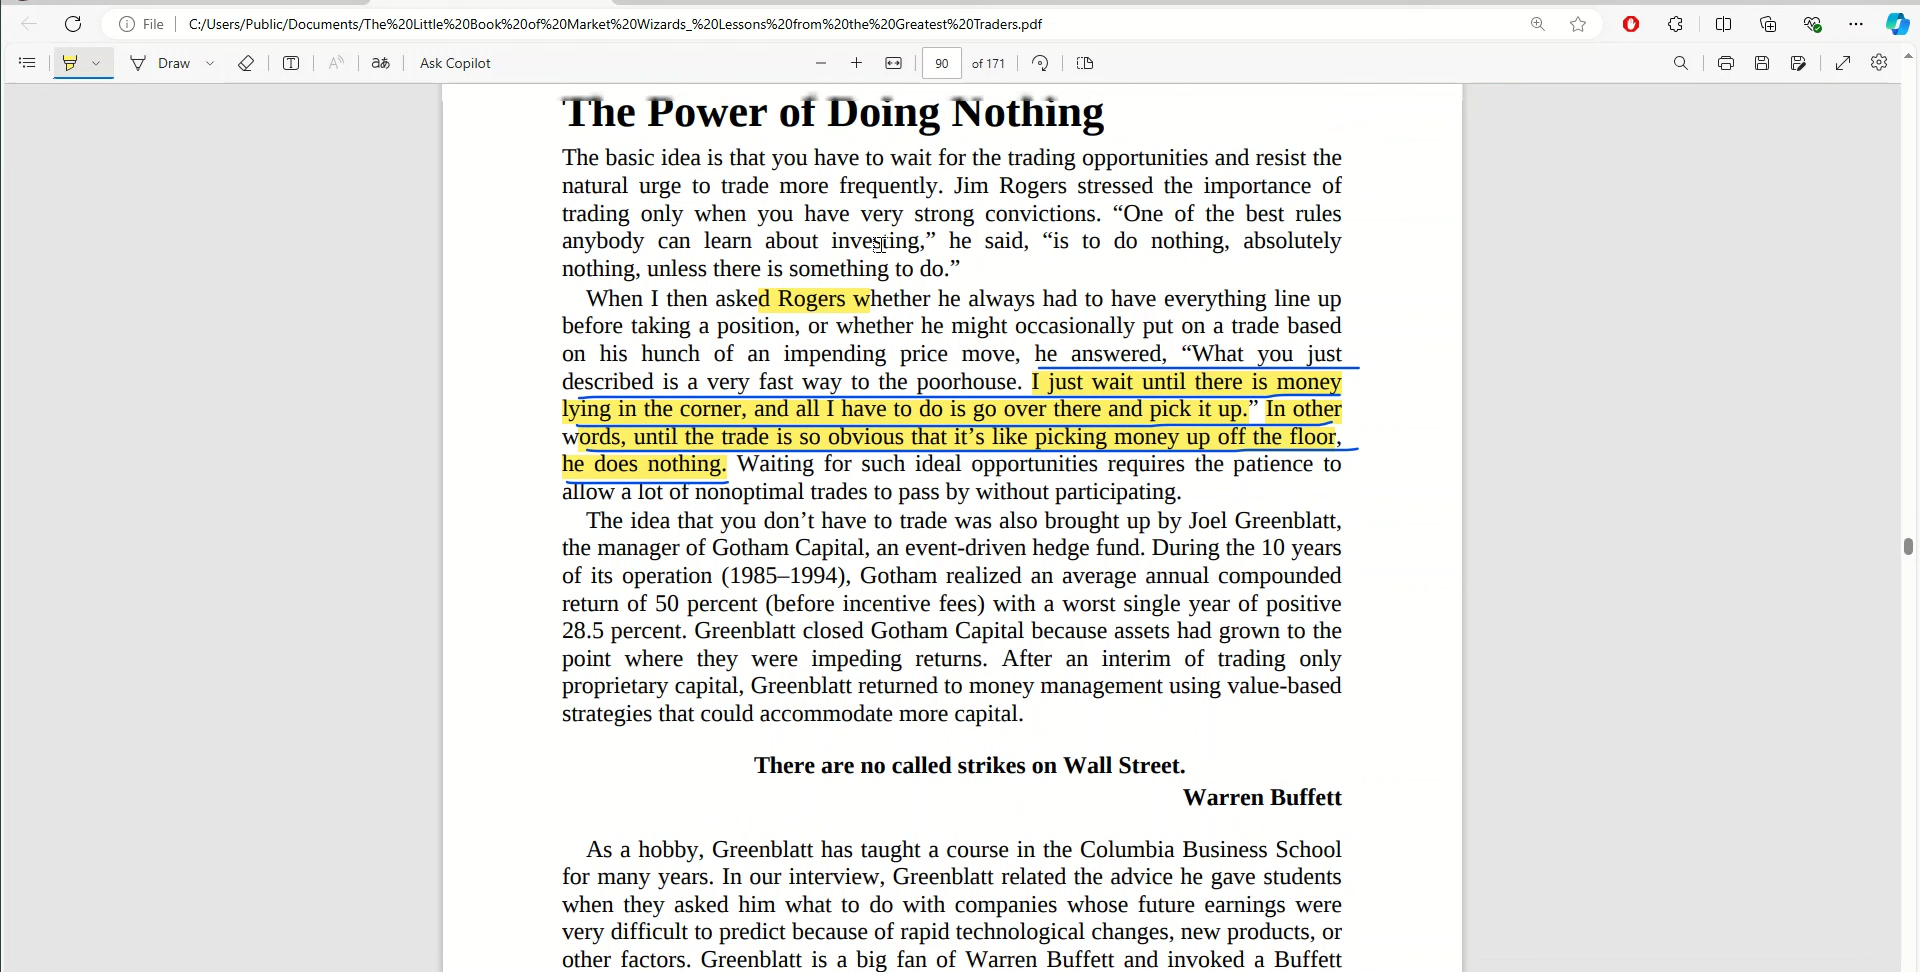 File
C:/Users/Public/Documents/The%20Little%20Book%20of%20Market%20Wizards_%20Lessons%20from%20the%20Greatest%20Traders.pdf
Draw
T
A
aあ
Ask Copilot
90 of 171
The Power of Doing Nothing
The basic idea is that you have to wait for the trading opportunities and resist the
natural urge to trade more frequently. Jim Rogers stressed the importance of
trading only when you have very strong convictions. “One of the best rules
anybody can learn about investing,” he said, “is to do nothing, absolutely
nothing, unless there is something to do.”
When I then asked Rogers whether he always had to have everything line up
before taking a position, or whether he might occasionally put on a trade based
on his hunch of an impending price move, he answered, “What you just
described is a very fast way to the poorhouse. I just wait until there is money
lying in the corner, and all I have to do is go over there and pick it up.” In other
words, until the trade is so obvious that it’s like picking money up off the floor,
he does nothing. Waiting for such ideal opportunities requires the patience to
allow a lot of nonoptimal trades to pass by without participating.
The idea that you don’t have to trade was also brought up by Joel Greenblatt,
the manager of Gotham Capital, an event-driven hedge fund. During the 10 years
of its operation (1985–1994), Gotham realized an average annual compounded
return of 50 percent (before incentive fees) with a worst single year of positive
28.5 percent. Greenblatt closed Gotham Capital because assets had grown to the
point where they were impeding returns. After an interim of trading only
proprietary capital, Greenblatt returned to money management using value-based
strategies that could accommodate more capital.
There are no called strikes on Wall Street.
Warren Buffett
As a hobby, Greenblatt has taught a course in the Columbia Business School
for many years. In our interview, Greenblatt related the advice he gave students
when they asked him what to do with companies whose future earnings were
very difficult to predict because of rapid technological changes, new products, or
other factors. Greenblatt is a big fan of Warren Buffett and invoked a Buffett